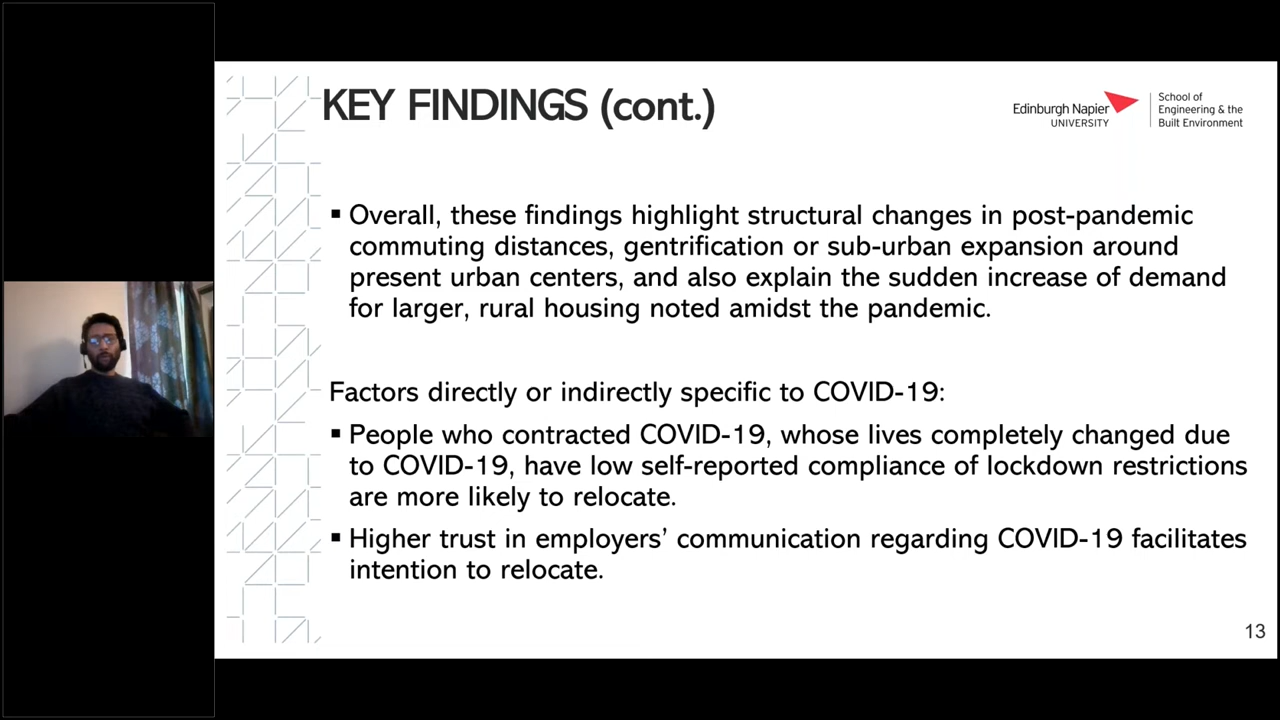 KEY FINDINGS (cont.)
Edinburgh Napier
UNIVERSITY
School of
Engineering & the
Built Environment
▪ Overall, these findings highlight structural changes in post-pandemic
commuting distances, gentrification or sub-urban expansion around
present urban centers, and also explain the sudden increase of demand
for larger, rural housing noted amidst the pandemic.
Factors directly or indirectly specific to COVID-19:
▪ People who contracted COVID-19, whose lives completely changed due
to COVID-19, have low self-reported compliance of lockdown restrictions
are more likely to relocate.
▪ Higher trust in employers’ communication regarding COVID-19 facilitates
intention to relocate.
13